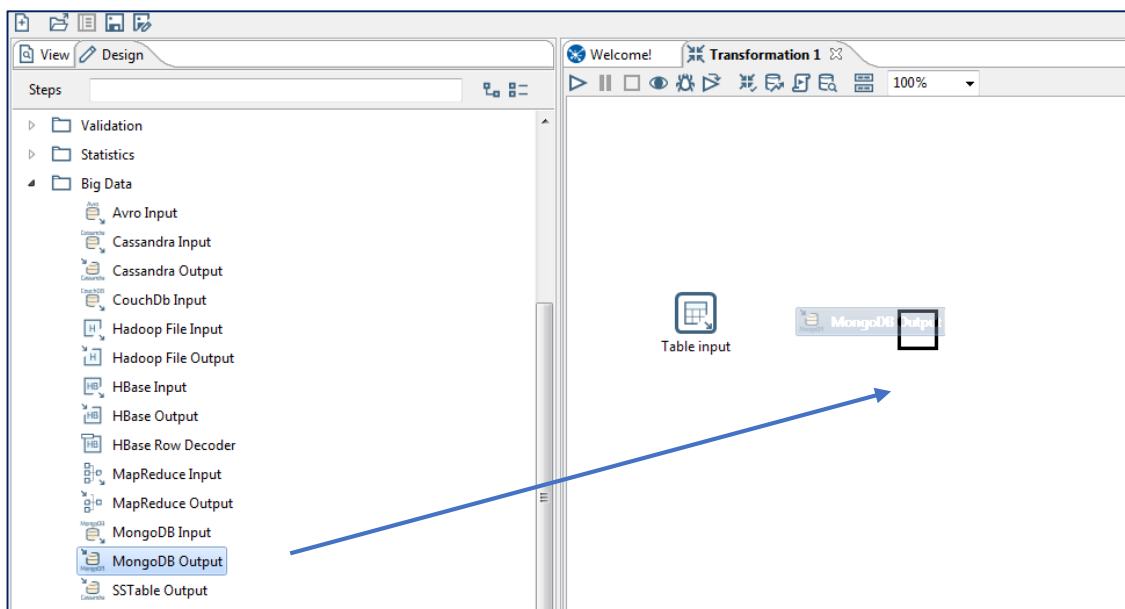 View Design
Steps
Validation
Statistics
Big Data
Avro Input
Cassandra Input
Cassandra Output
CouchDb Input
Hadoop File Input
Hadoop File Output
HBase Input
HBase Output
HBase Row Decoder
MapReduce Input
MapReduce Output
MongoDB Input
MongoDB Output
SSTable Output
Welcome! Transformation 1
100%
Table input
MongoDB Output